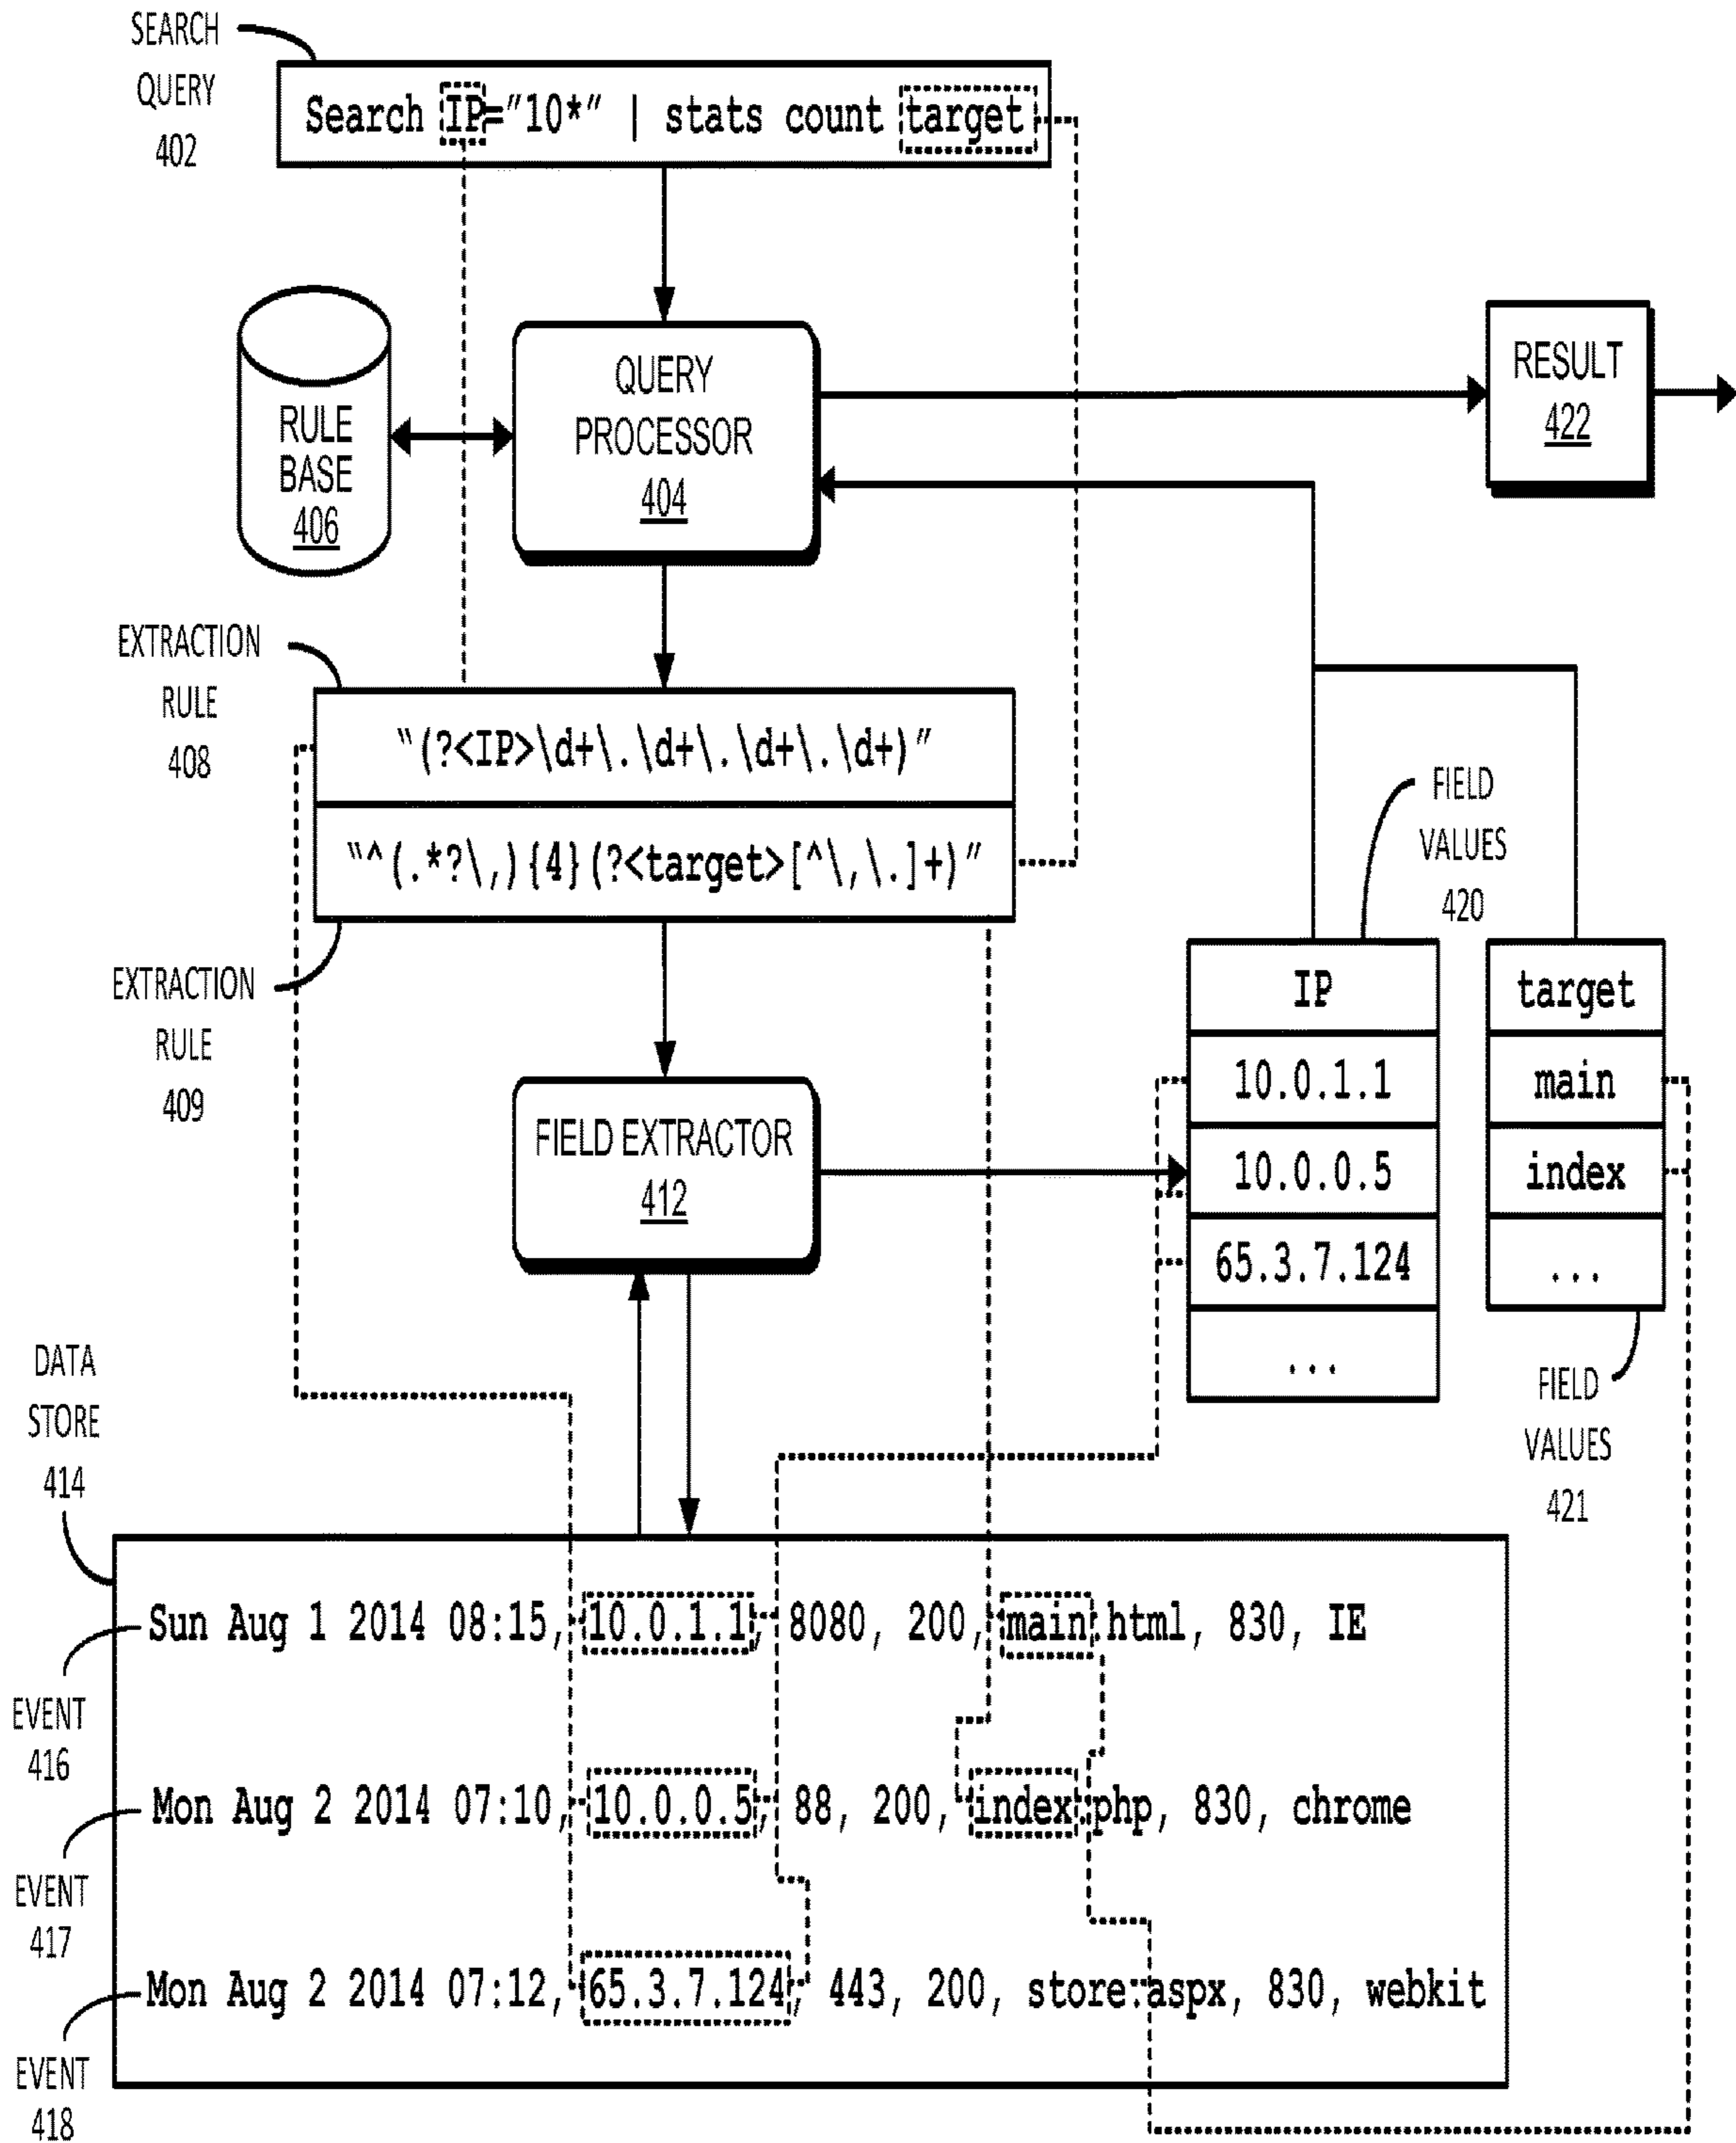 SEARCH
QUERY
402
Search IP="10*" | stats count target
RULE
BASE
406
QUERY
PROCESSOR
404
RESULT
422
EXTRACTION
RULE
408
"(?<IP>\d+\.\d+\.\d+\.\d+)"
"^(.*?\,){4}(?<target>[^\,\.]+)"
EXTRACTION
RULE
409
FIELD
VALUES
420
IP
10.0.1.1
10.0.0.5
65.3.7.124
...
target
main
index
...
FIELD EXTRACTOR
412
FIELD
VALUES
421
DATA
STORE
414
Sun Aug 1 2014 08:15, 10.0.1.1, 8080, 200, main.html, 830, IE
EVENT
416
Mon Aug 2 2014 07:10, 10.0.0.5, 88, 200, index.php, 830, chrome
EVENT
417
Mon Aug 2 2014 07:12, 65.3.7.124, 443, 200, store.aspx, 830, webkit
EVENT
418